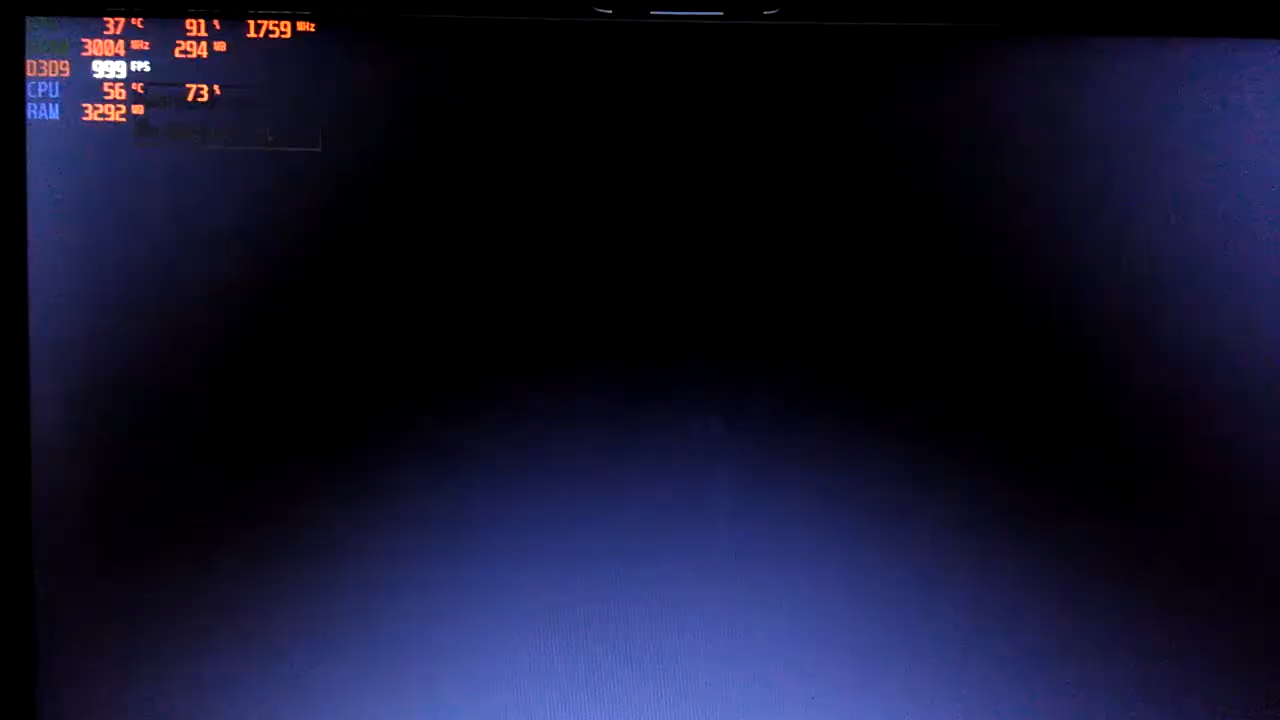 37 °C 91 % 1759 MHz
3004 MHz 294 MB
D3D9 999 FPS
CPU 56 °C 73 %
RAM 3292 MB